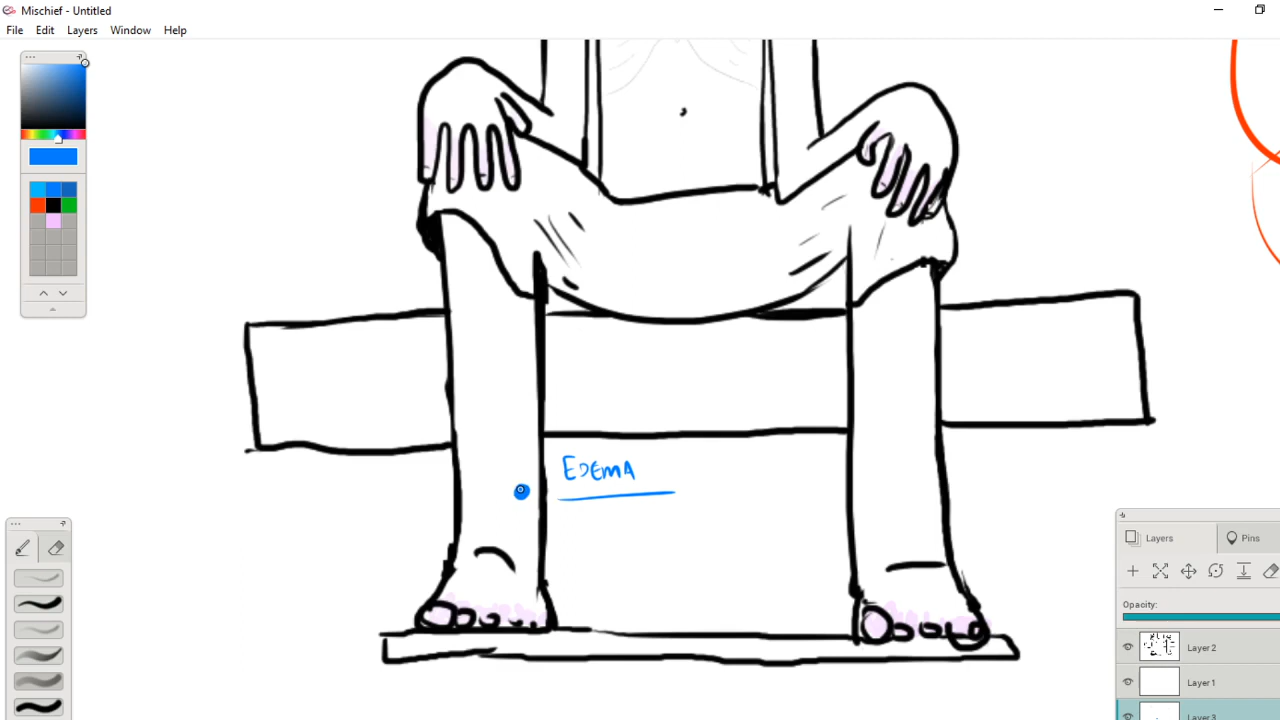 Mischief - Untitled
File Edit Layers Window Help
EDEMA
Layers Pins
Opacity:
Layer 2
Layer 1
Layer 3